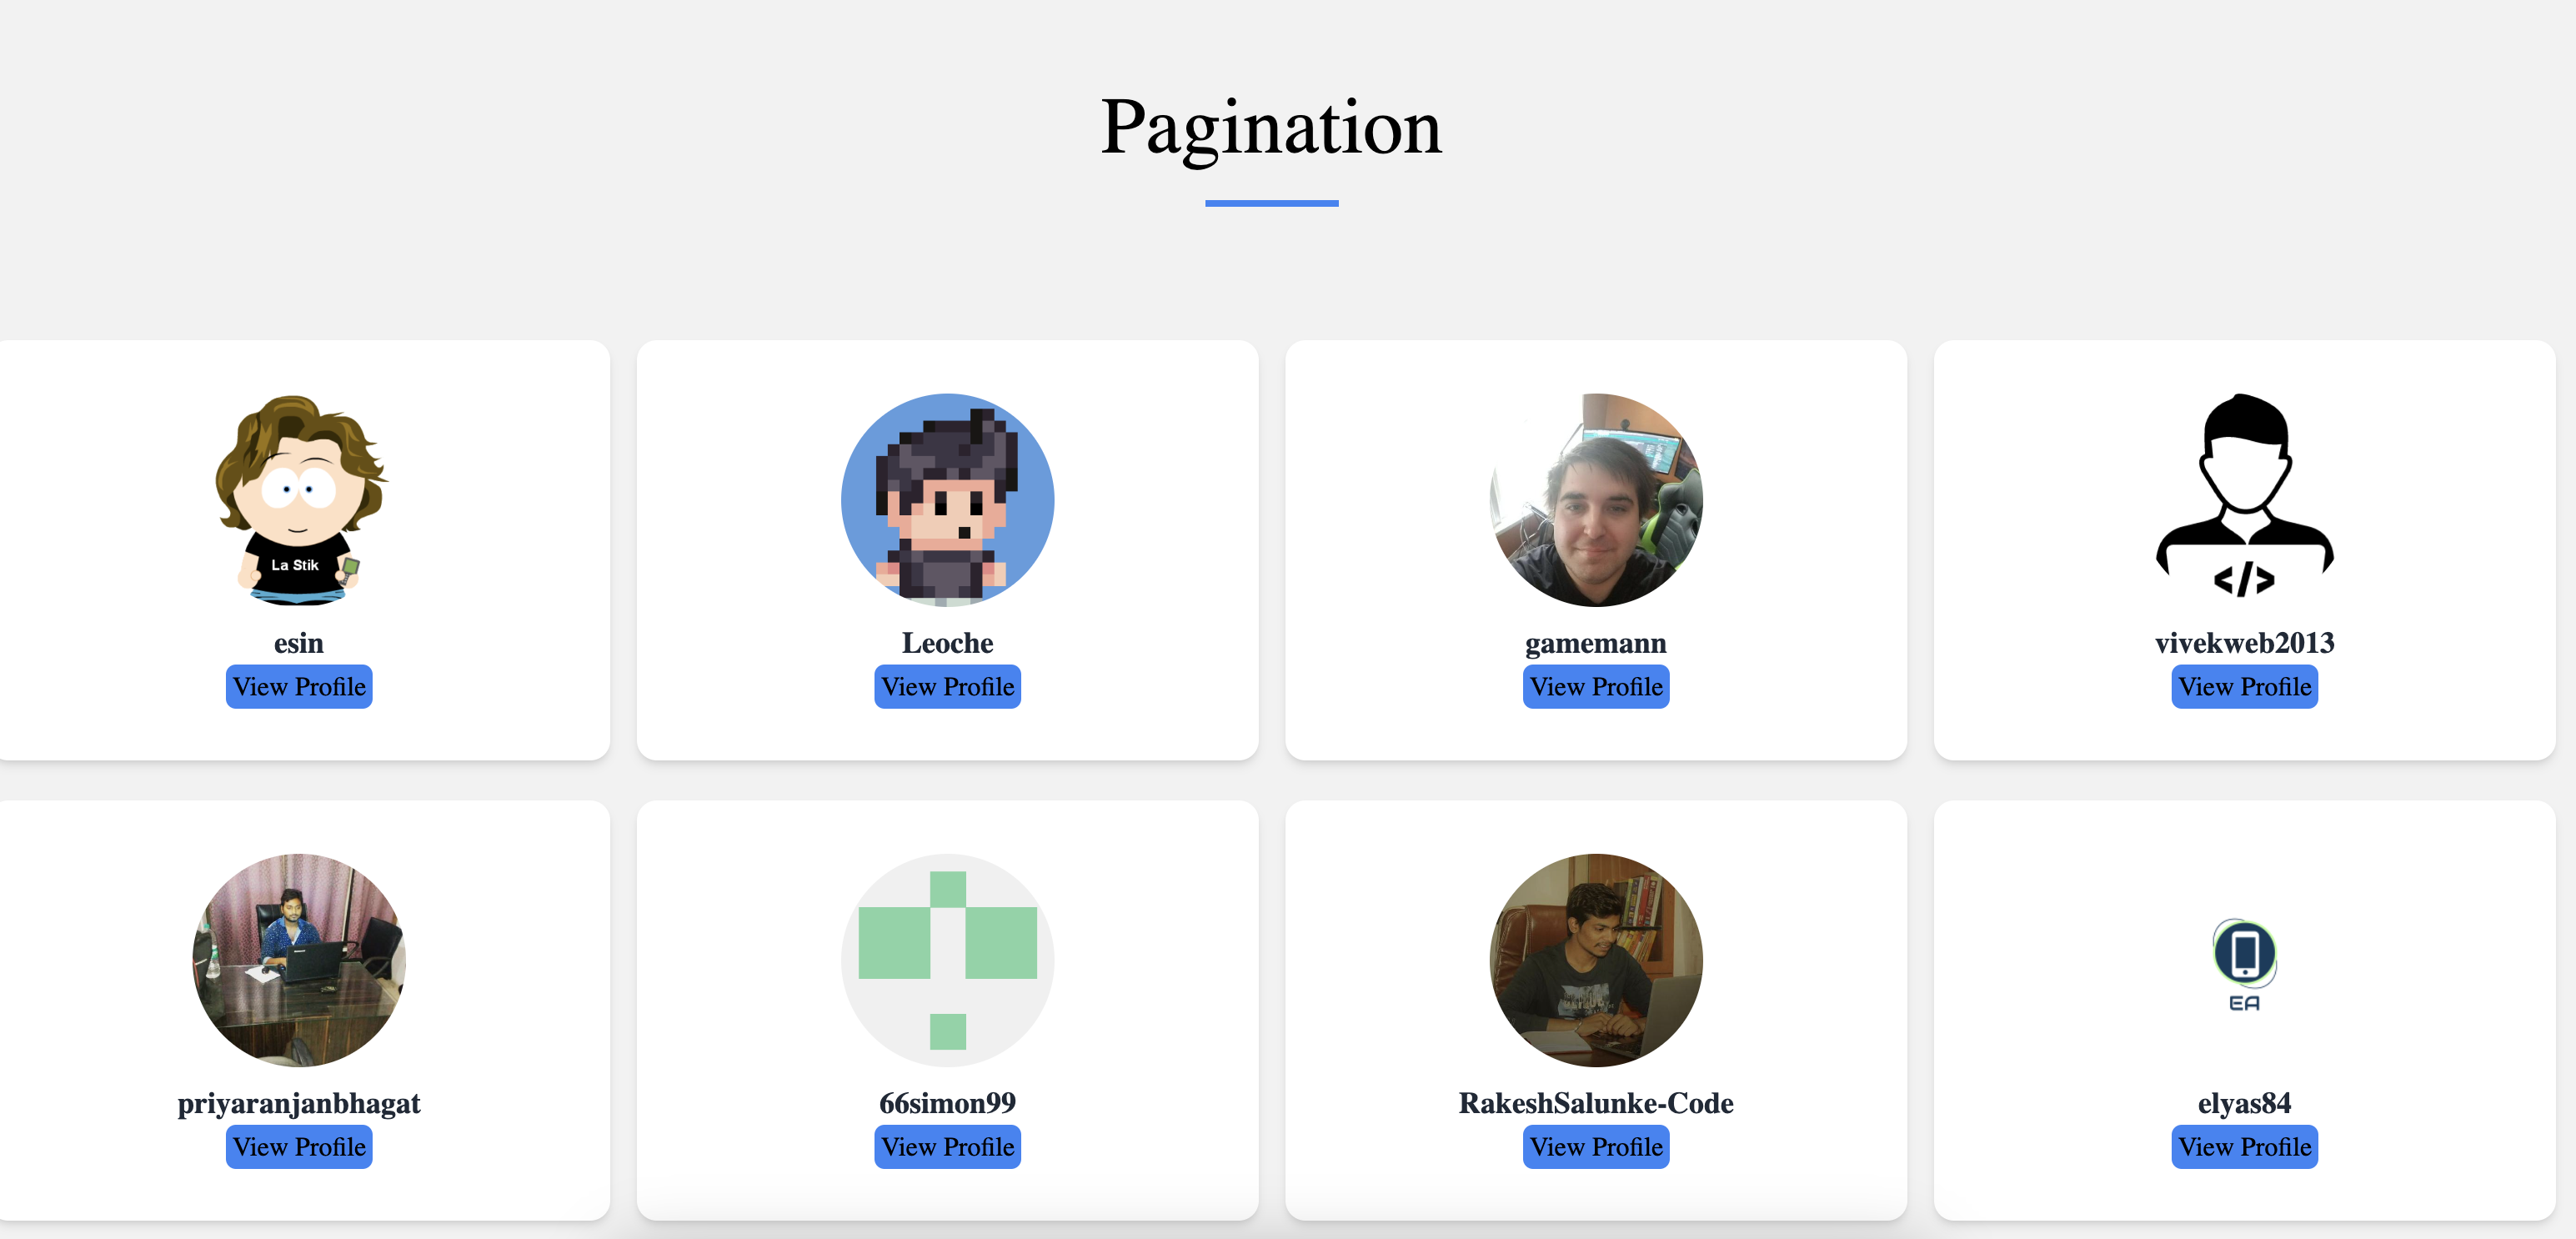 Pagination
La Stik
</>
esin
View Profile
Leoche
View Profile
gamemann
View Profile
vivekweb2013
View Profile
EA
priyaranjanbhagat
View Profile
66simon99
View Profile
RakeshSalunke-Code
View Profile
elyas84
View Profile